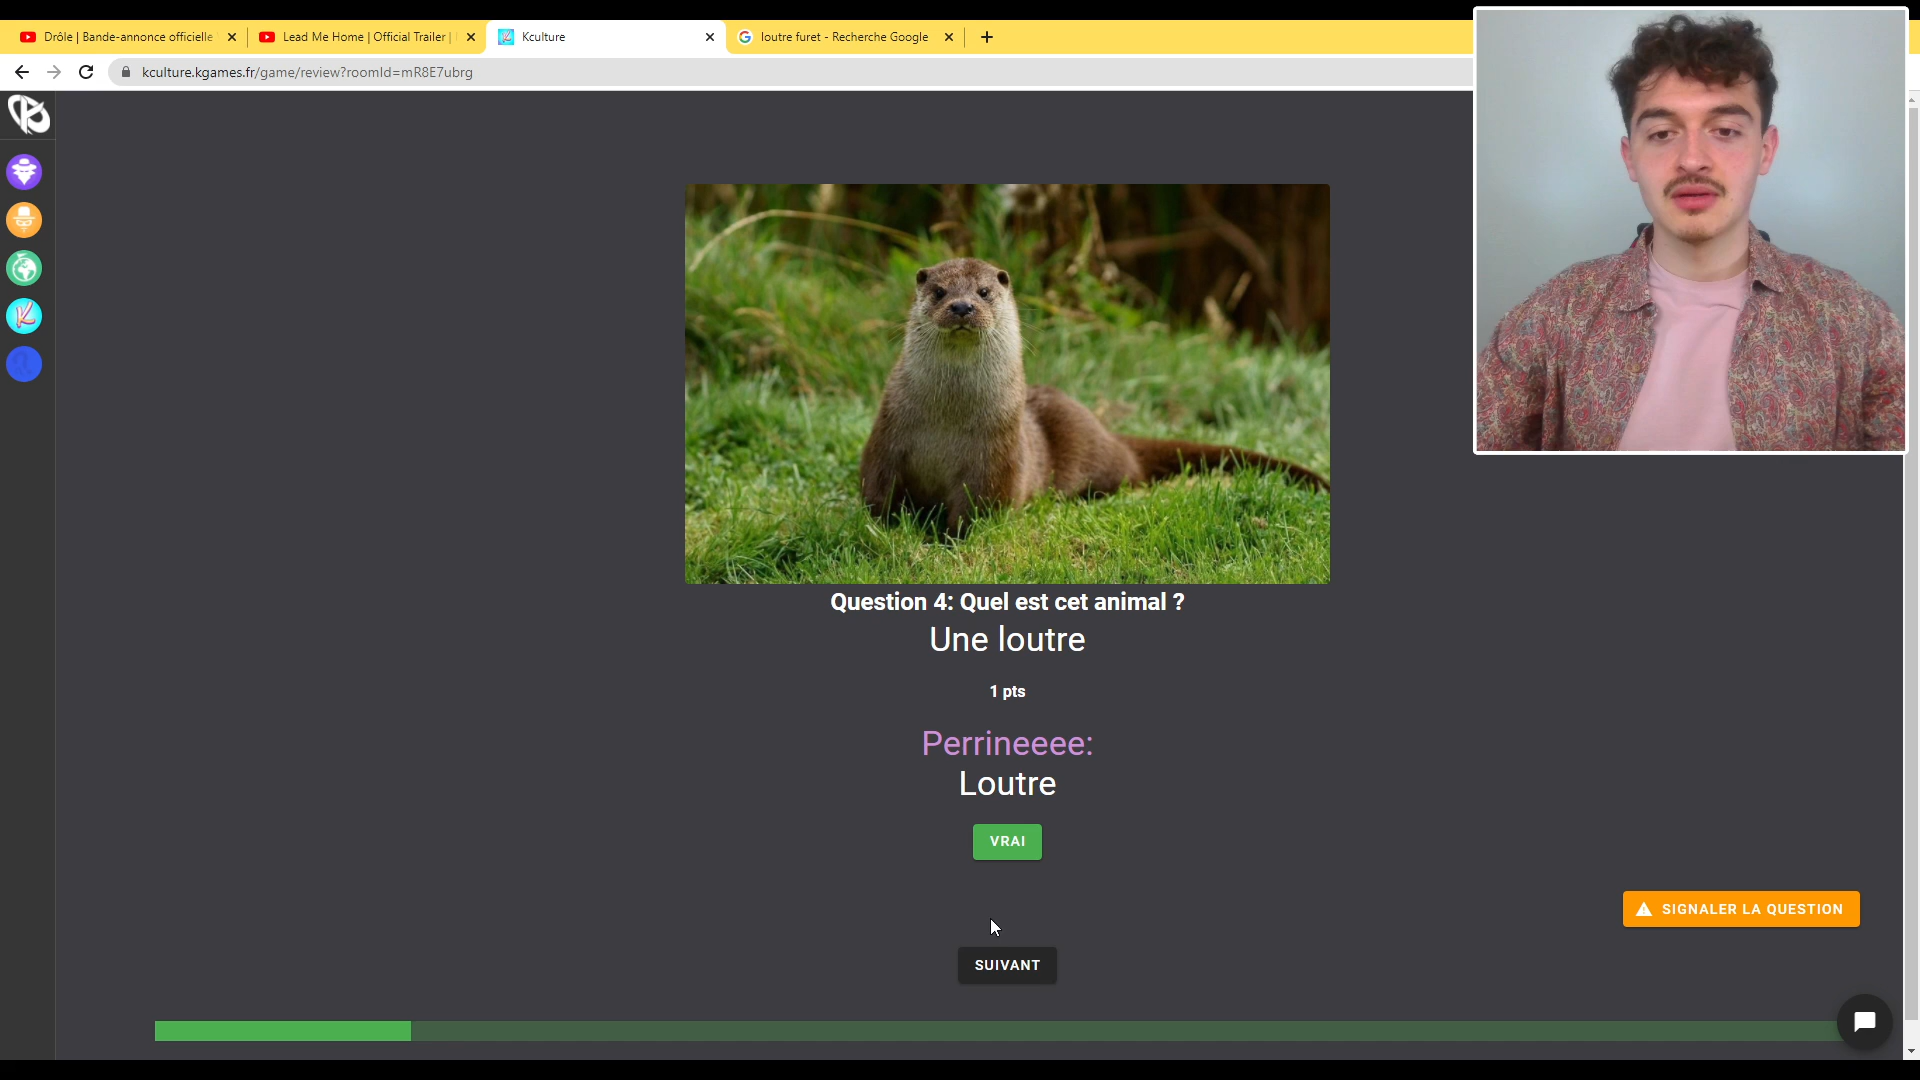 Drôle | Bande-annonce officielle
Lead Me Home | Official Trailer |
Kculture
loutre furet - Recherche Google
kculture.kgames.fr/game/review?roomId=mR8E7ubrg
Question 4: Quel est cet animal ?
Une loutre
1 pts
Perrineeee:
Loutre
VRAI
SIGNALER LA QUESTION
SUIVANT